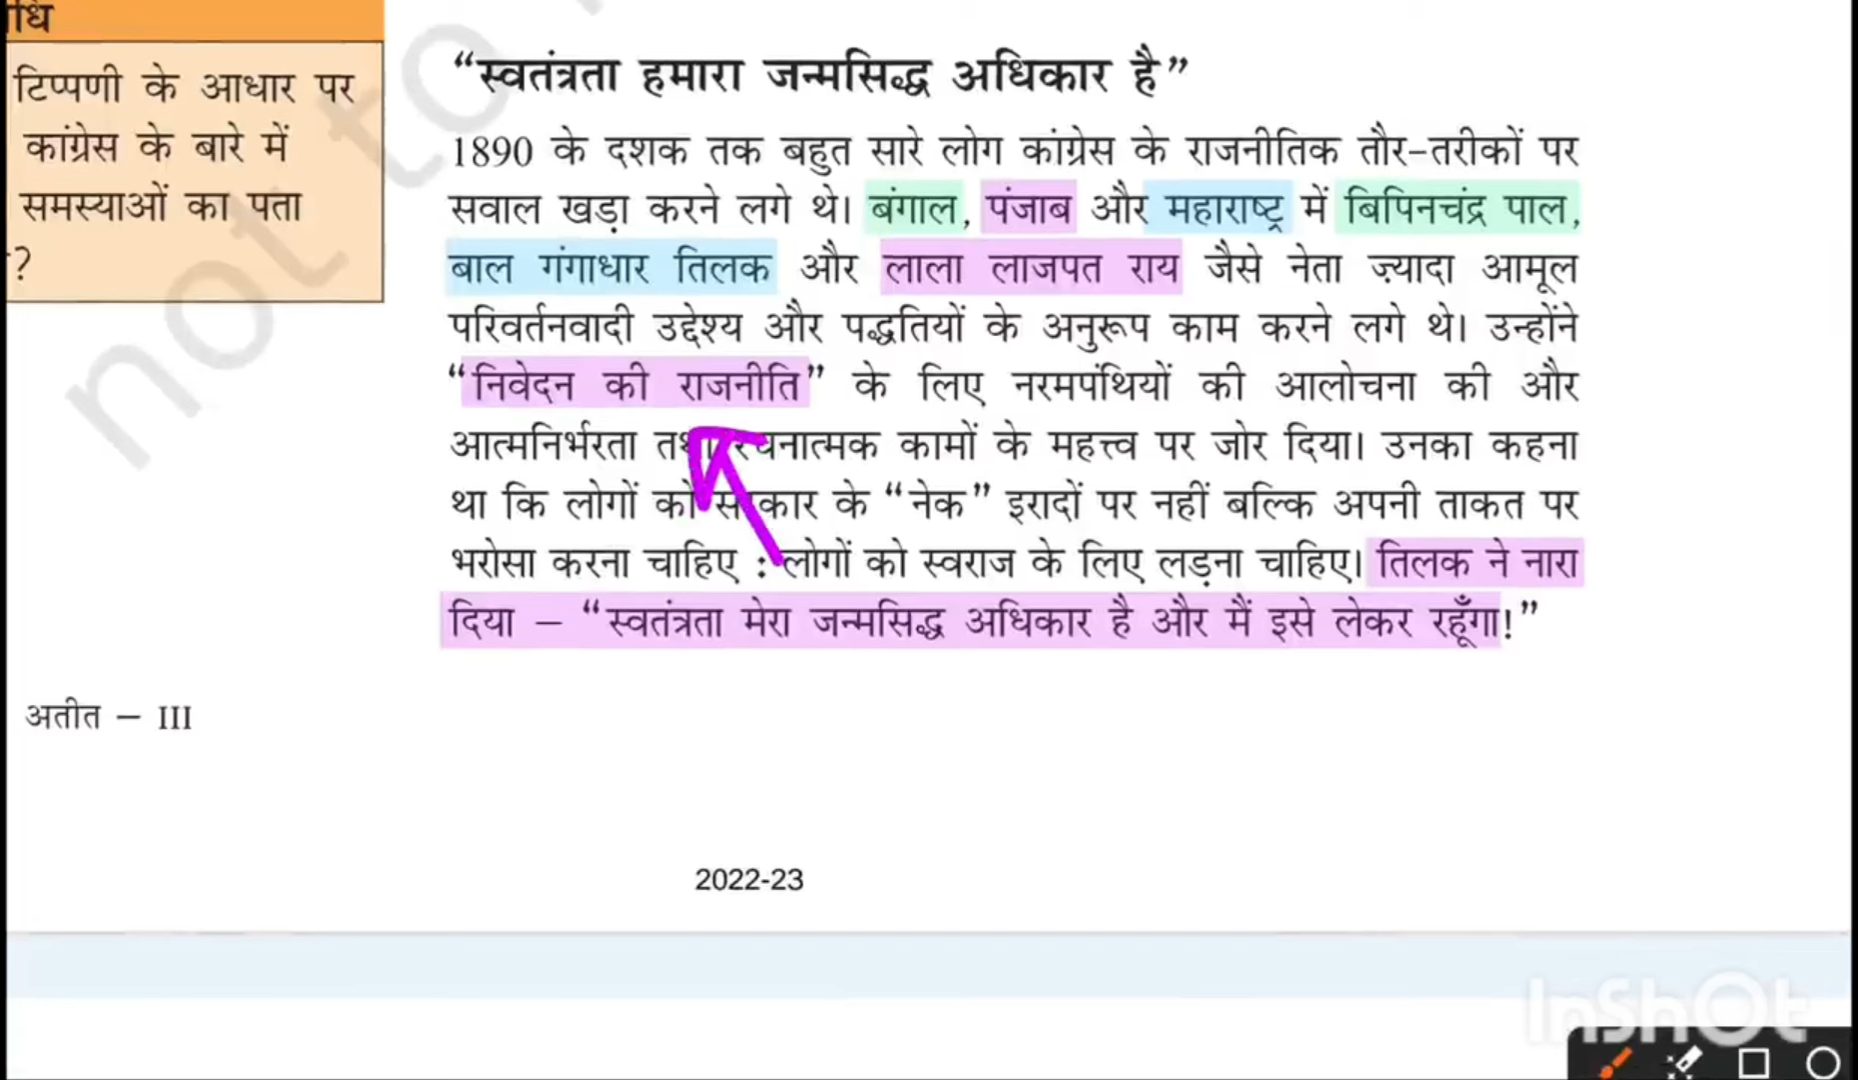 धि
टिप्पणी के आधार पर
कांग्रेस के बारे में
समस्याओं का पता
?
not to
“स्वतंत्रता हमारा जन्मसिद्ध अधिकार है”
1890 के दशक तक बहुत सारे लोग कांग्रेस के राजनीतिक तौर-तरीकों पर
सवाल खड़ा करने लगे थे। बंगाल, पंजाब और महाराष्ट्र में बिपिनचंद्र पाल,
बाल गंगाधार तिलक और लाला लाजपत राय जैसे नेता ज़्यादा आमूल
परिवर्तनवादी उद्देश्य और पद्धतियों के अनुरूप काम करने लगे थे। उन्होंने
“निवेदन की राजनीति” के लिए नरमपंथियों की आलोचना की और
आत्मनिर्भरता तथा रचनात्मक कामों के महत्त्व पर जोर दिया। उनका कहना
था कि लोगों को सरकार के “नेक” इरादों पर नहीं बल्कि अपनी ताकत पर
भरोसा करना चाहिए : लोगों को स्वराज के लिए लड़ना चाहिए। तिलक ने नारा
दिया – “स्वतंत्रता मेरा जन्मसिद्ध अधिकार है और मैं इसे लेकर रहूँगा!”
अतीत – III
2022-23
InShOt